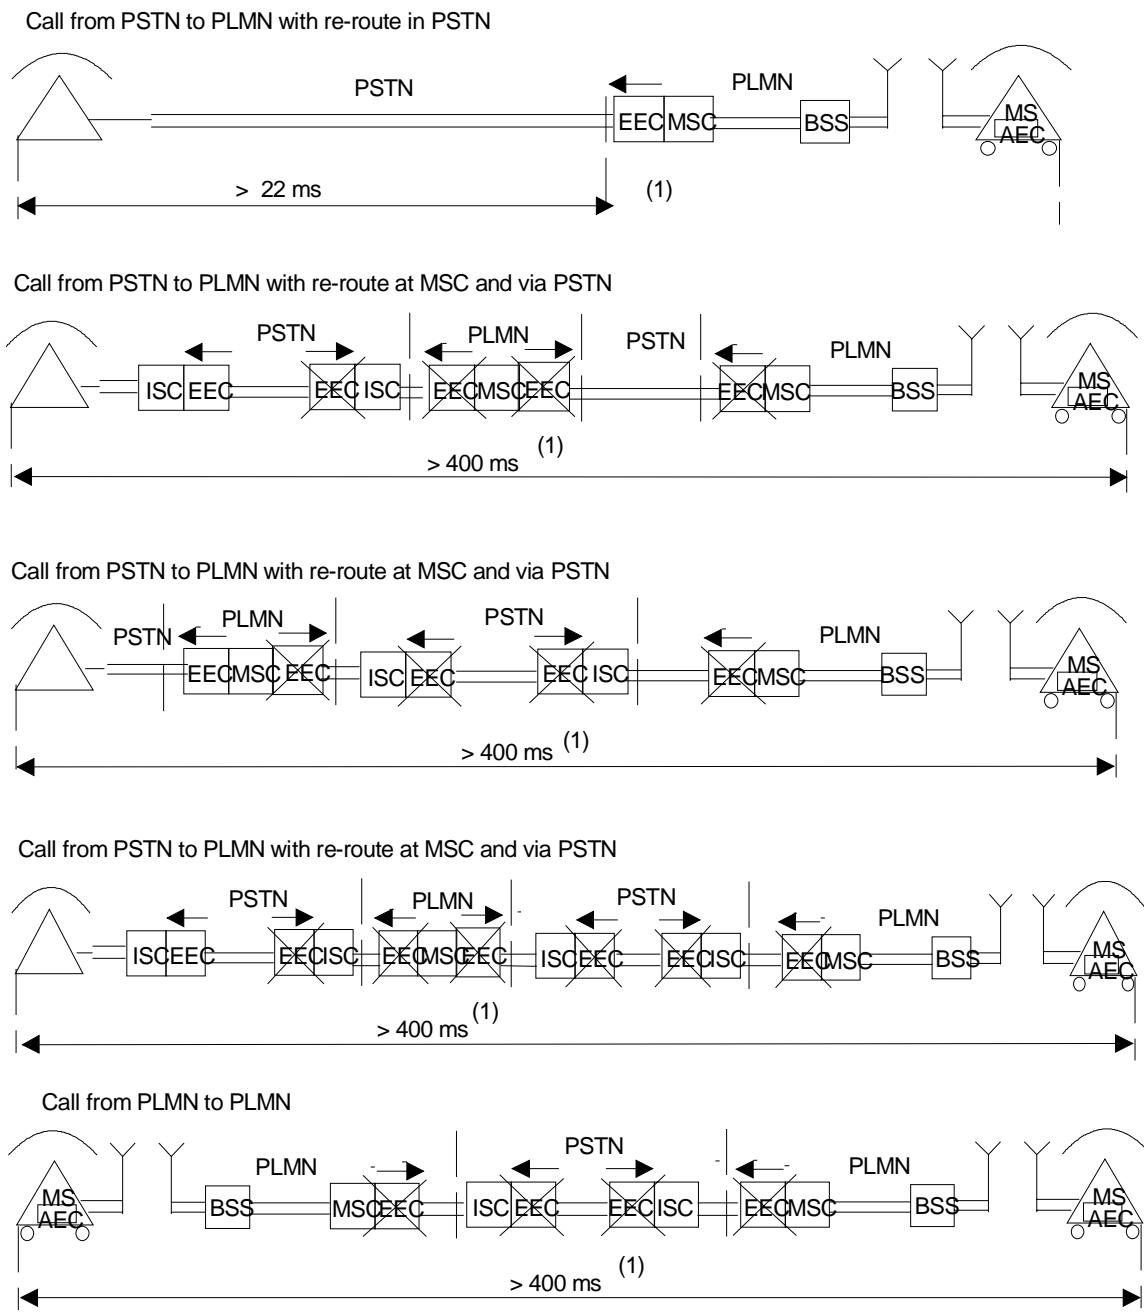 Call from PSTN to PLMN with re-route in PSTN
PSTN PLMN
EEC MSC BSS MS AEC
> 22 ms (1)
Call from PSTN to PLMN with re-route at MSC and via PSTN
PSTN PLMN PSTN PLMN
ISC EEC EEC ISC EEC MSC EEC EEC MSC BSS MS AEC
(1)
> 400 ms
Call from PSTN to PLMN with re-route at MSC and via PSTN
PSTN PLMN PSTN PLMN
EEC MSC EEC ISC EEC EEC ISC EEC MSC BSS MS AEC
> 400 ms (1)
Call from PSTN to PLMN with re-route at MSC and via PSTN
PSTN PLMN PSTN PLMN
ISC EEC EEC ISC EEC MSC EEC ISC EEC EEC ISC EEC MSC BSS MS AEC
(1)
> 400 ms
Call from PLMN to PLMN
PLMN PSTN PLMN
MS AEC BSS MSC EEC ISC EEC EEC ISC EEC MSC BSS MS AEC
(1)
> 400 ms